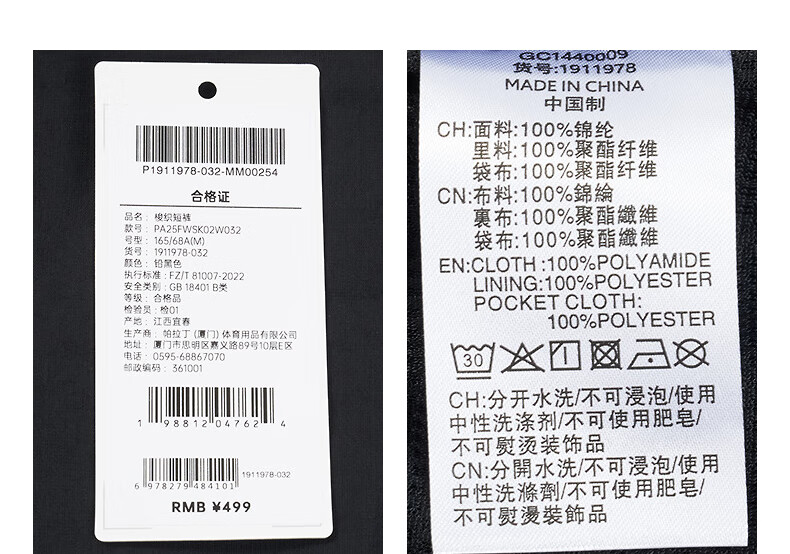 P1911978-032-MM00254
合格证
品名： 梭织短裤
款号： PA25FWSK02W032
号型： 165/68A(M)
货号： 1911978-032
颜色： 铅黑色
执行标准：FZ/T 81007-2022
安全类别：GB 18401 B类
等级： 合格品
检验员：检01
产地： 江西宜春
生产商： 帕拉丁 (厦门) 体育用品有限公司
地址： 厦门市思明区嘉义路89号10层E区
电话： 0595-68867070
邮政编码：361001
1 98812 04762 4
1911978-032
6 978279 484101
RMB ¥499
GC1440009
货号:1911978
MADE IN CHINA
中国制
CH:面料:100%锦纶
里料:100%聚酯纤维
袋布:100%聚酯纤维
CN:布料:100%錦綸
裏布:100%聚酯纖維
袋布:100%聚酯纖維
EN:CLOTH :100%POLYAMIDE
LINING:100%POLYESTER
POCKET CLOTH:
100%POLYESTER
30
CH:分开水洗/不可浸泡/使用
中性洗涤剂/不可使用肥皂/
不可熨烫装饰品
CN:分開水洗/不可浸泡/使用
中性洗滌劑/不可使用肥皂/
不可熨燙裝飾品